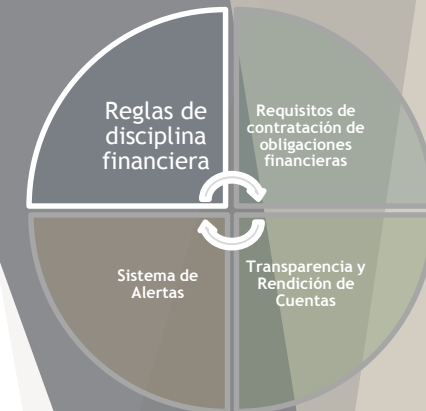 Reglas de
disciplina
financiera
Requisitos de
contratación de
obligaciones
financieras
Sistema de
Alertas
Transparencia y
Rendición de
Cuentas